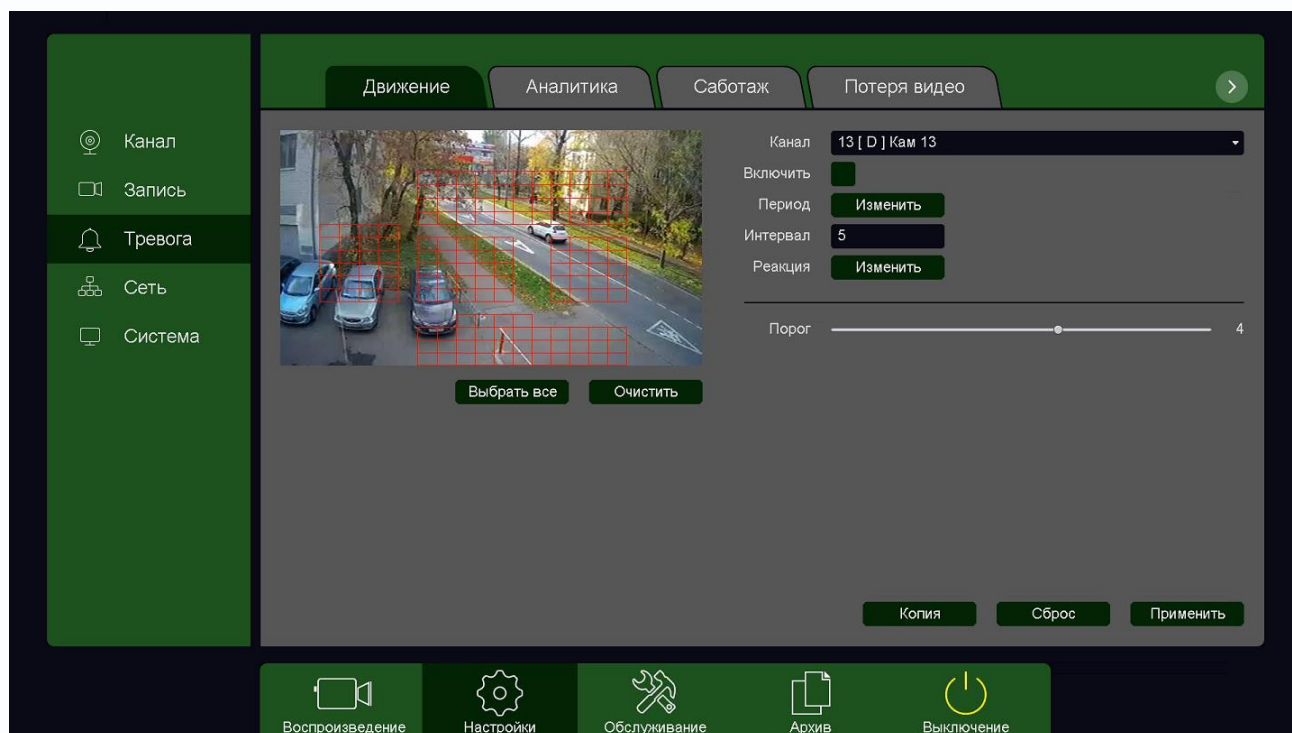 Движение
Аналитика
Саботаж
Потеря видео
Канал
Запись
Тревога
Сеть
Система
Канал 13 [ D ] Кам 13
Включить
Период Изменить
Интервал 5
Реакция Изменить
Порог 4
Выбрать все
Очистить
Копия
Сброс
Применить
Воспроизведение
Настройки
Обслуживание
Архив
Выключение